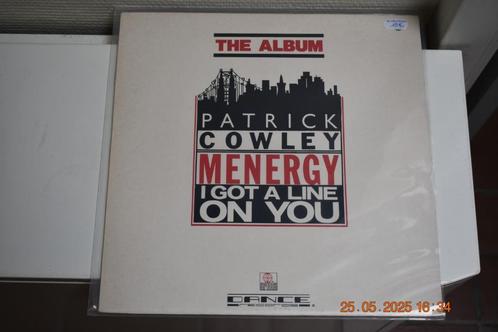 THE ALBUM
PATRICK
COWLEY
MENERGY
I GOT A LINE
ON YOU
DANCE
25.05.2025 16:34